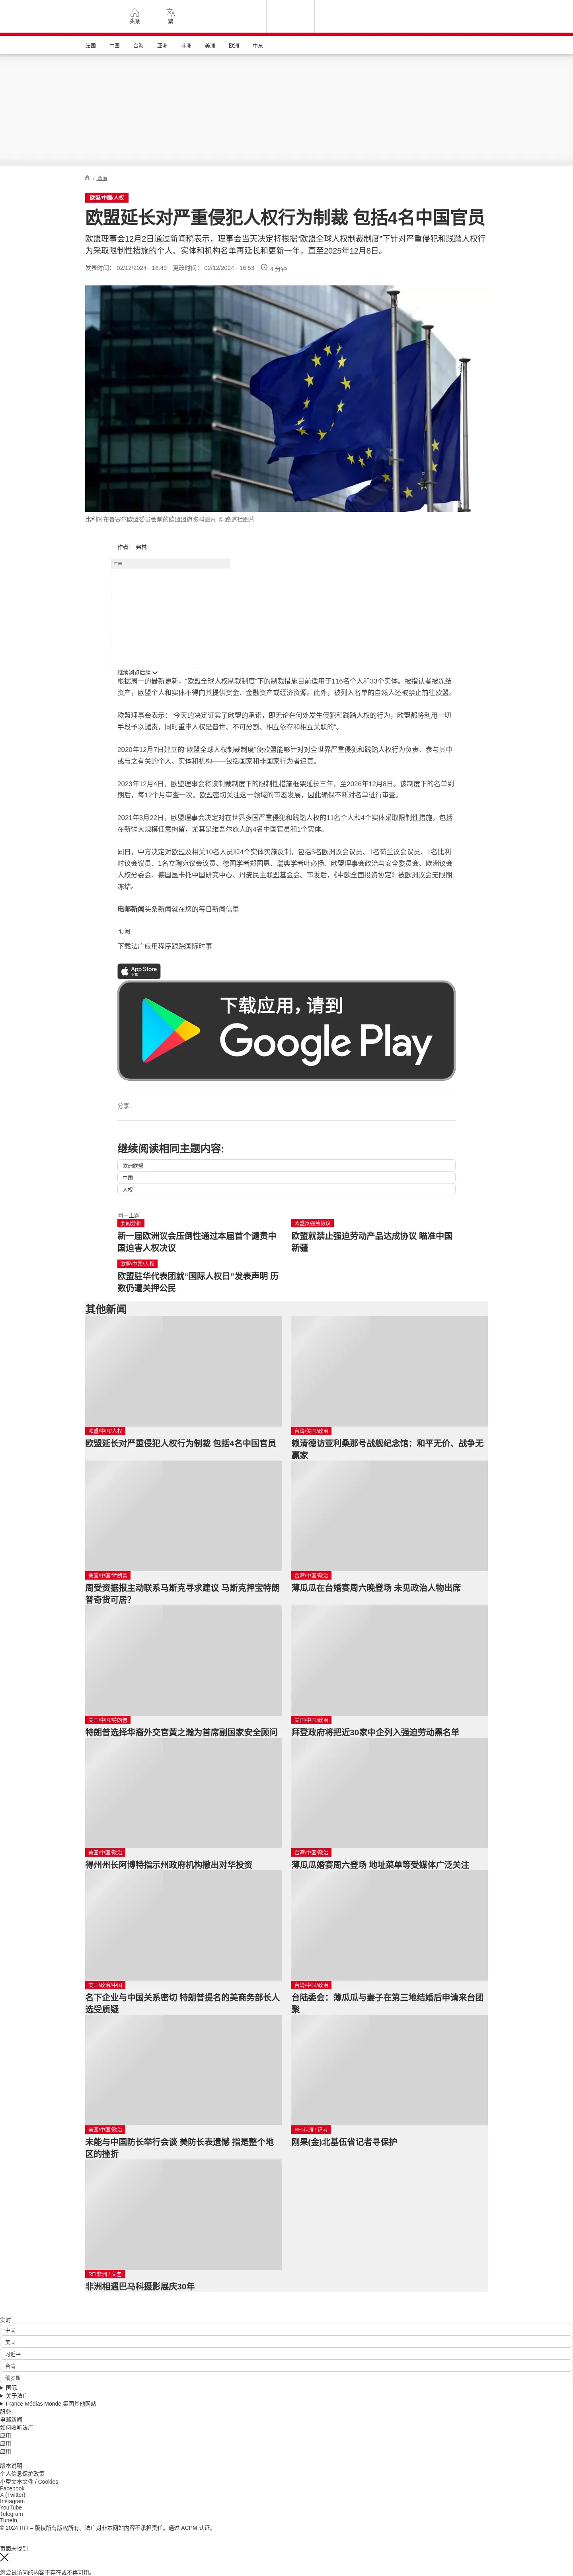 头条
繁
法国 中国 台海 亚洲 非洲 美洲 欧洲 中东
/ 政治
欧盟/中国/人权
欧盟延长对严重侵犯人权行为制裁 包括4名中国官员
欧盟理事会12月2日通过新闻稿表示，理事会当天决定将根据“欧盟全球人权制裁制度”下针对严重侵犯和践踏人权行
为采取限制性措施的个人、实体和机构名单再延长和更新一年，直至2025年12月8日。
发表时间： 02/12/2024 - 16:49 更改时间： 02/12/2024 - 16:53 4 分钟
比利时布鲁塞尔欧盟委员会前的欧盟盟旗资料图片 © 路透社图片
作者： 弗林
广告
继续浏览后续
根据周一的最新更新，“欧盟全球人权制裁制度”下的制裁措施目前适用于116名个人和33个实体。被指认者被冻结
资产，欧盟个人和实体不得向其提供资金、金融资产或经济资源。此外，被列入名单的自然人还被禁止前往欧盟。
欧盟理事会表示：“今天的决定证实了欧盟的承诺，即无论在何处发生侵犯和践踏人权的行为，欧盟都将利用一切
手段予以谴责，同时重申人权是普世、不可分割、相互依存和相互关联的”。
2020年12月7日建立的“欧盟全球人权制裁制度”使欧盟能够针对对全世界严重侵犯和践踏人权行为负责、参与其中
或与之有关的个人、实体和机构——包括国家和非国家行为者追责。
2023年12月4日，欧盟理事会将该制裁制度下的限制性措施框架延长三年，至2026年12月8日。该制度下的名单到
期后，每12个月审查一次。欧盟密切关注这一领域的事态发展，因此确保不断对名单进行审查。
2021年3月22日，欧盟理事会决定对在世界多国严重侵犯和践踏人权的11名个人和4个实体采取限制性措施，包括
在新疆大规模任意拘留，尤其是维吾尔族人的4名中国官员和1个实体。
同日，中方决定对欧盟及相关10名人员和4个实体实施反制，包括5名欧洲议会议员、1名荷兰议会议员、1名比利
时议会议员、1名立陶宛议会议员、德国学者郑国恩、瑞典学者叶必扬、欧盟理事会政治与安全委员会、欧洲议会
人权分委会、德国墨卡托中国研究中心、丹麦民主联盟基金会。事发后，《中欧全面投资协定》被欧洲议会无限期
冻结。
电邮新闻头条新闻就在您的每日新闻信里
订阅
下载法广应用程序跟踪国际时事
App Store
下载
下载应用，请到
Google Play
分享 :
继续阅读相同主题内容:
欧洲联盟
中国
人权
同一主题
要闻分析
新一届欧洲议会压倒性通过本届首个谴责中
国迫害人权决议
欧盟反强劳协议
欧盟就禁止强迫劳动产品达成协议 瞄准中国
新疆
欧盟/中国/人权
欧盟驻华代表团就“国际人权日”发表声明 历
数仍遭关押公民
其他新闻
欧盟/中国/人权
欧盟延长对严重侵犯人权行为制裁 包括4名中国官员
台湾/美国/政治
赖清德访亚利桑那号战舰纪念馆：和平无价、战争无
赢家
美国/中国/特朗普
周受资据报主动联系马斯克寻求建议 马斯克押宝特朗
普奇货可居？
台湾/中国/政治
薄瓜瓜在台婚宴周六晚登场 未见政治人物出席
美国/中国/特朗普
特朗普选择华裔外交官黄之瀚为首席副国家安全顾问
美国/中国/政治
拜登政府将把近30家中企列入强迫劳动黑名单
美国/中国/政治
得州州长阿博特指示州政府机构撤出对华投资
台湾/中国/政治
薄瓜瓜婚宴周六登场 地址菜单等受媒体广泛关注
美国/政治/中国
名下企业与中国关系密切 特朗普提名的美商务部长人
选受质疑
台湾/中国/政治
台陆委会：薄瓜瓜与妻子在第三地结婚后申请来台团
聚
美国/中国/政治
未能与中国防长举行会谈 美防长表遗憾 指是整个地
区的挫折
RFI非洲 / 记者
刚果(金)北基伍省记者寻保护
RFI非洲 / 文艺
非洲相遇巴马科摄影展庆30年
实时
中国
美国
习近平
台湾
俄罗斯
国际
关于法广
France Médias Monde 集团其他网站
服务
电邮新闻
如何收听法广
应用
应用
应用
版本说明
个人信息保护政策
小型文本文件 / Cookies
Facebook
X (Twitter)
Instagram
YouTube
Telegram
TuneIn
© 2024 RFI – 版权所有版权所有。法广对非本网站内容不承担责任。通过 ACPM 认证。
页面未找到
您尝试访问的内容不存在或不再可用。